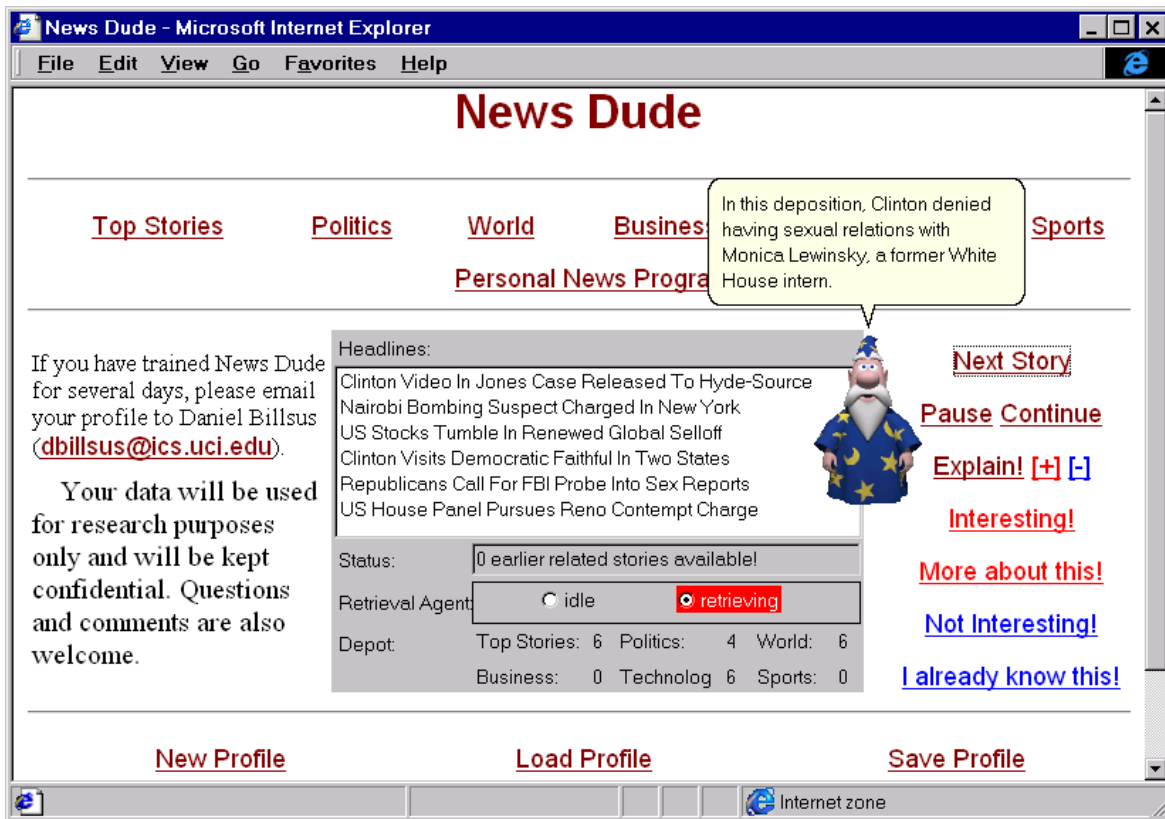 News Dude - Microsoft Internet Explorer
File Edit View Go Favorites Help
News Dude
In this deposition, Clinton denied
having sexual relations with
Monica Lewinsky, a former White
House intern.
Top Stories Politics World Busines Sports
Personal News Progra
If you have trained News Dude
for several days, please email
your profile to Daniel Billsus
(dbillsus@ics.uci.edu).
Your data will be used
for research purposes
only and will be kept
confidential. Questions
and comments are also
welcome.
Headlines:
Clinton Video In Jones Case Released To Hyde-Source
Nairobi Bombing Suspect Charged In New York
US Stocks Tumble In Renewed Global Selloff
Clinton Visits Democratic Faithful In Two States
Republicans Call For FBI Probe Into Sex Reports
US House Panel Pursues Reno Contempt Charge
Status: 0 earlier related stories available!
Retrieval Agent: idle retrieving
Depot: Top Stories: 6 Politics: 4 World: 6
Business: 0 Technolog 6 Sports: 0
Next Story
Pause Continue
Explain! [+] [-]
Interesting!
More about this!
Not Interesting!
I already know this!
New Profile Load Profile Save Profile
Internet zone